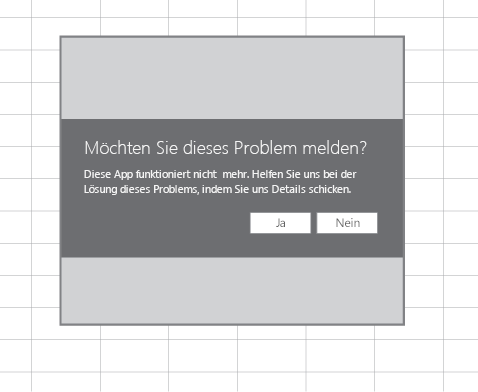 Möchten Sie dieses Problem melden?
Diese App funktioniert nicht mehr. Helfen Sie uns bei der
Lösung dieses Problems, indem Sie uns Details schicken.
Ja Nein